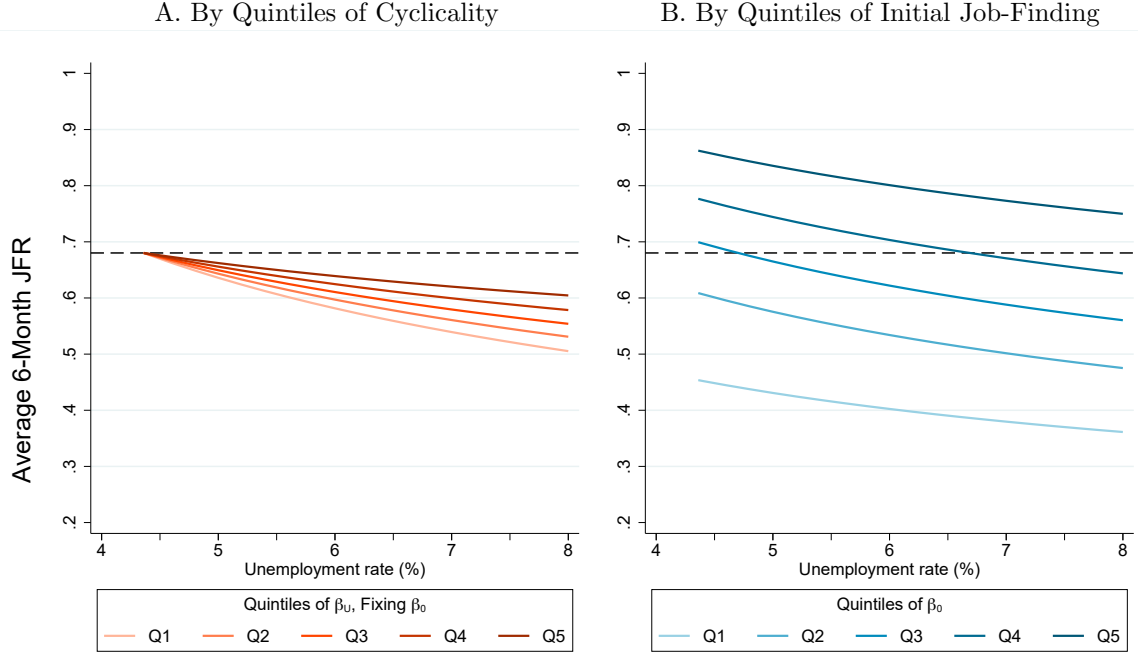 A. By Quintiles of Cyclicality
B. By Quintiles of Initial Job-Finding
Average 6-Month JFR
1
.9
.8
.7
.6
.5
.4
.3
.2
4 5 6 7 8
Unemployment rate (%)
Quintiles of βU, Fixing β0
Q1 Q2 Q3 Q4 Q5
1
.9
.8
.7
.6
.5
.4
.3
.2
4 5 6 7 8
Unemployment rate (%)
Quintiles of β0
Q1 Q2 Q3 Q4 Q5